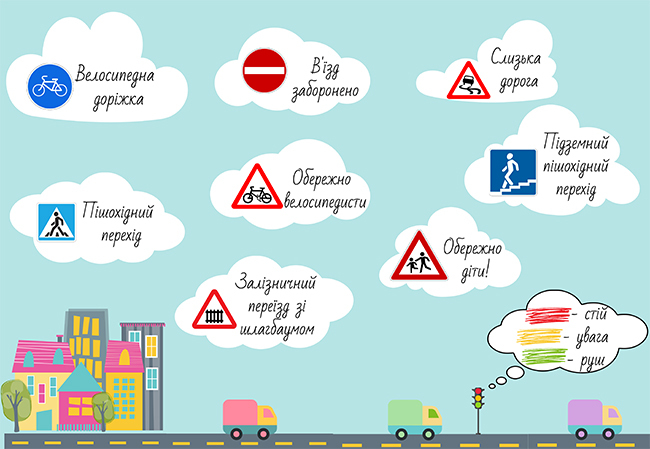 Велосипедна
доріжка
В'їзд
заборонено
Слизька
дорога
Підземний
пішохідний
перехід
Обережно
велосипедисти
Пішохідний
перехід
Обережно
діти!
Залізничний
переїзд зі
шлагбаумом
- стій
- увага
- руш